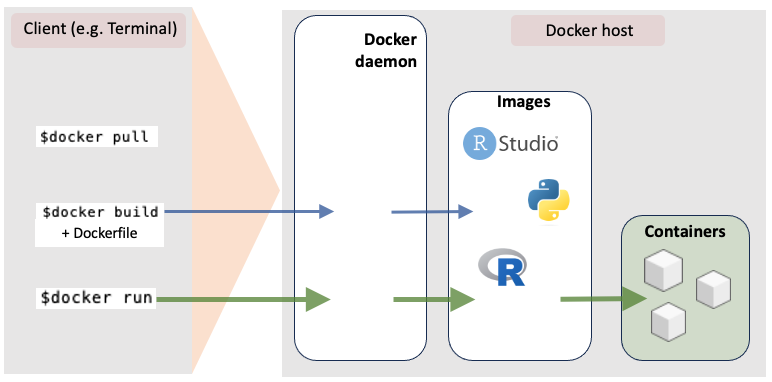 Client (e.g. Terminal)
$docker pull
$docker build
+ Dockerfile
$docker run
Docker
daemon
Docker host
Images
R Studio
R
Containers